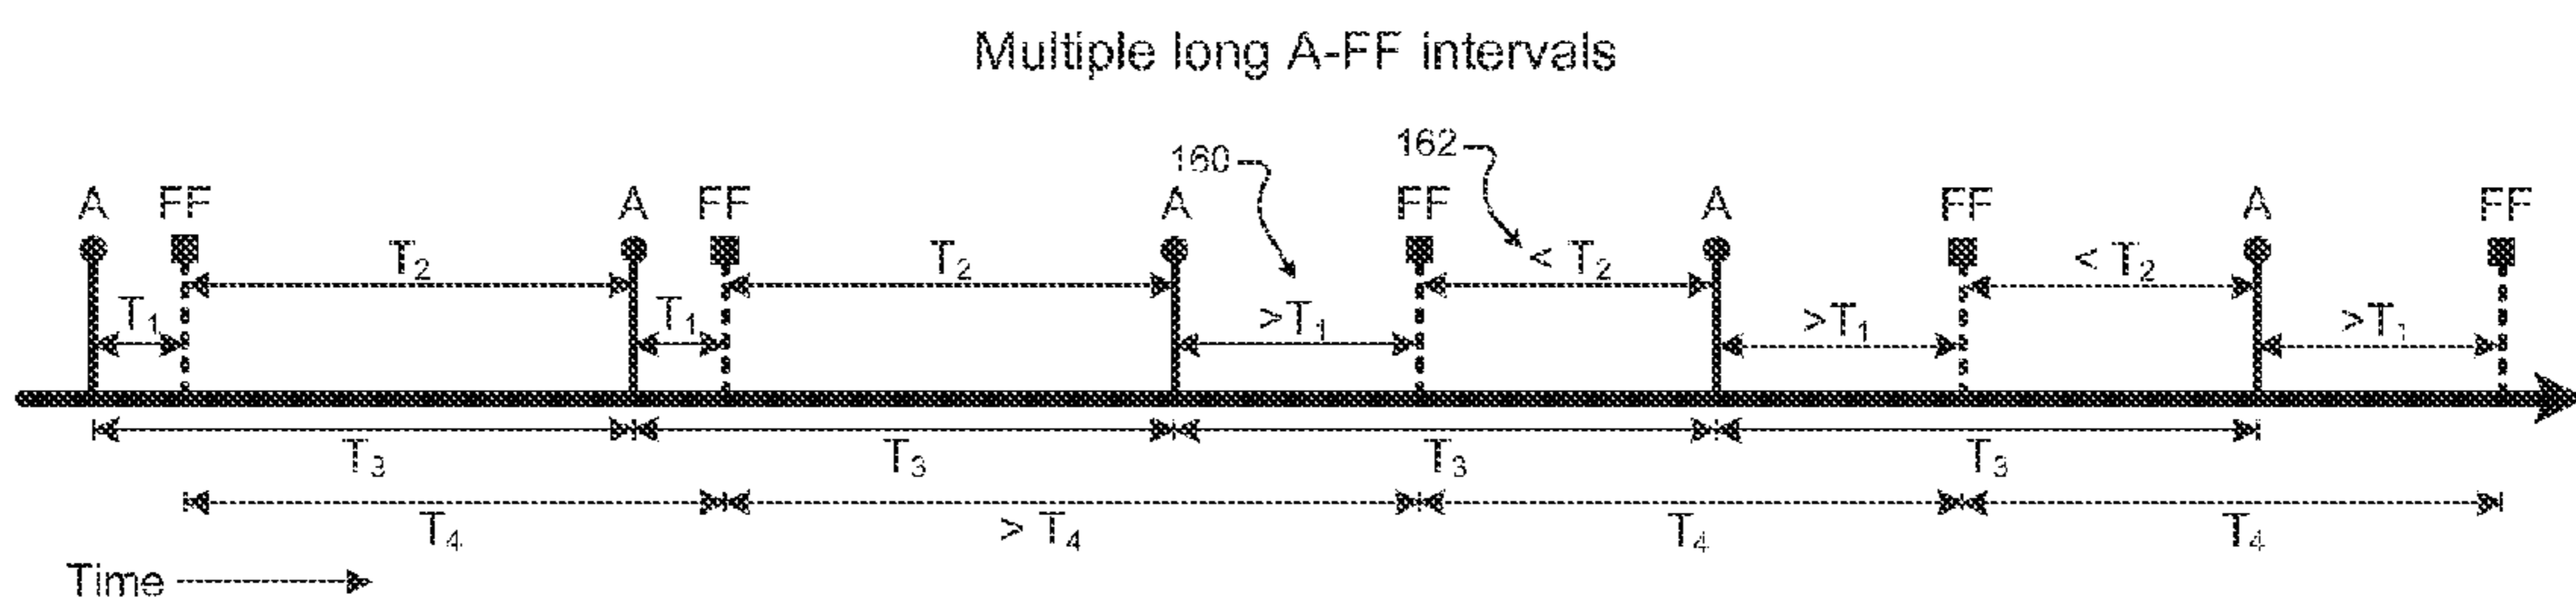 Multiple long A-FF intervals
160 162
A FF A FF A FF A FF A FF
T₂ T₂ < T₂ < T₂
T₁ T₁ >T₁ >T₁ >T₁
T₃ T₃ T₃ T₃
T₄ > T₄ T₄ T₄
Time